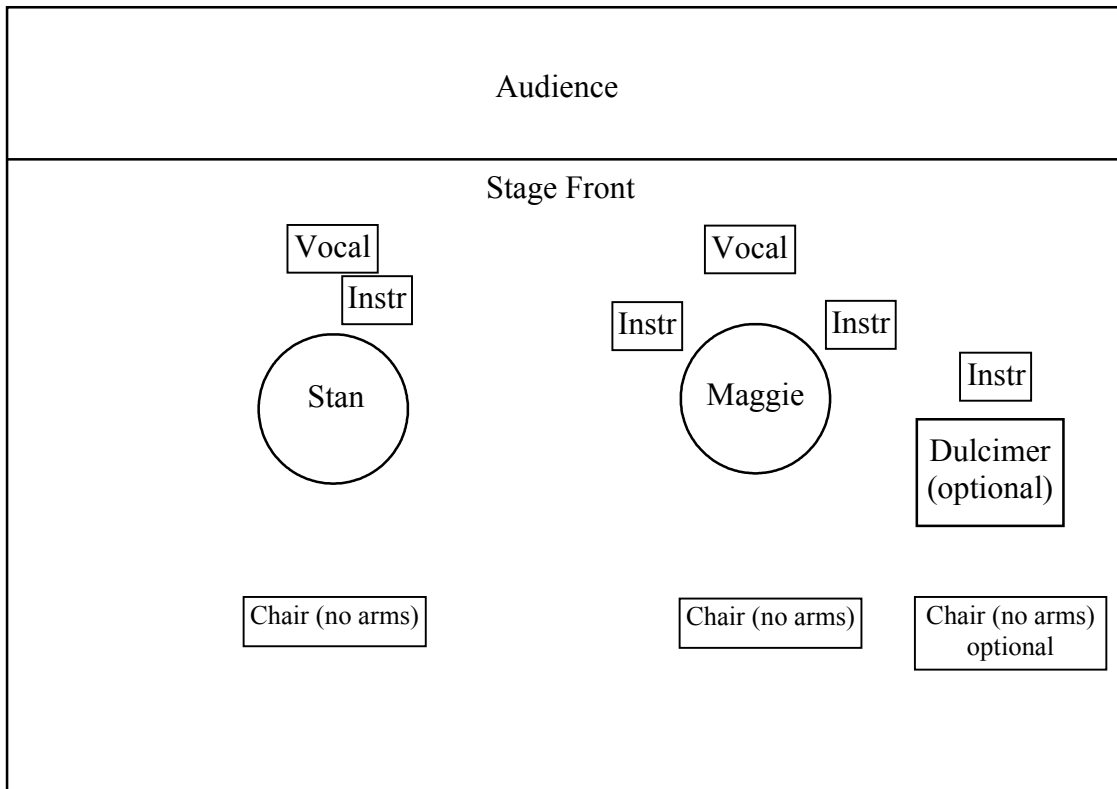 Audience
Stage Front
Vocal
Instr
Stan
Vocal
Instr
Instr
Maggie
Instr
Dulcimer
(optional)
Chair (no arms)
Chair (no arms)
Chair (no arms)
optional